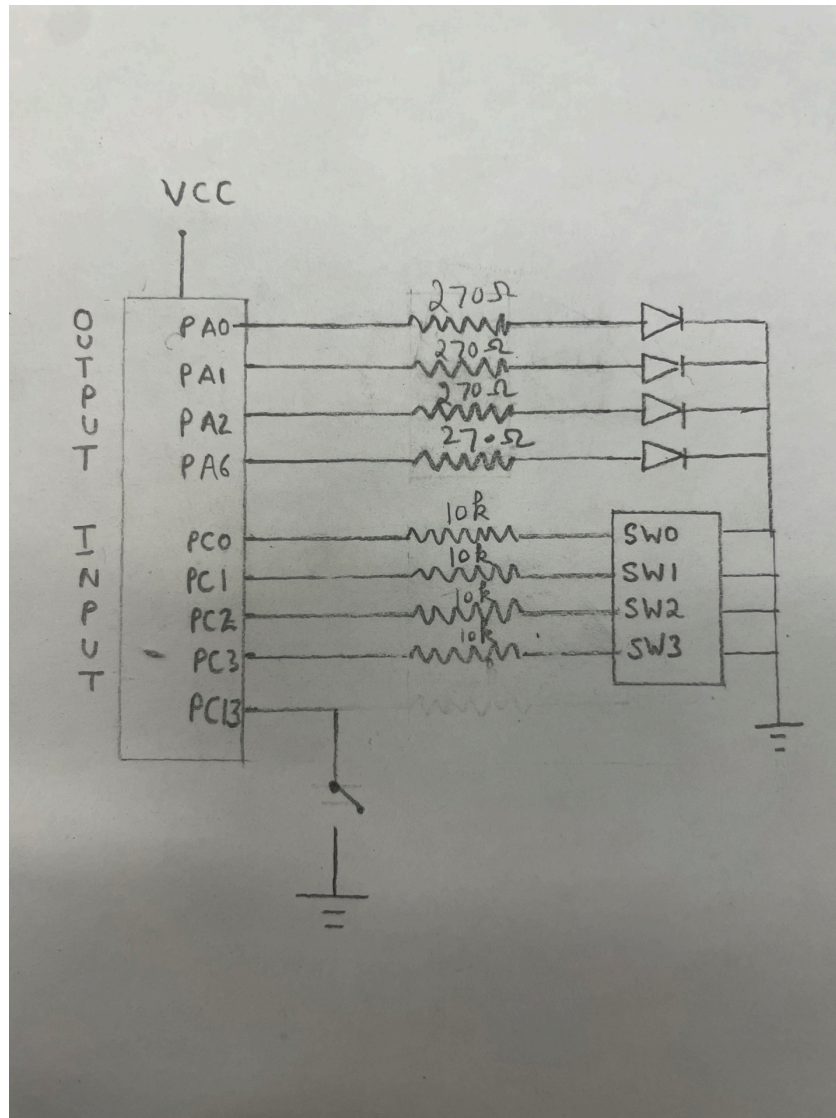 VCC
OUTPUT
PA0
270Ω
PA1
270Ω
PA2
270Ω
PA6
270Ω
INPUT
PC0
10k
SW0
PC1
10k
SW1
PC2
10k
SW2
PC3
10k
SW3
PC13